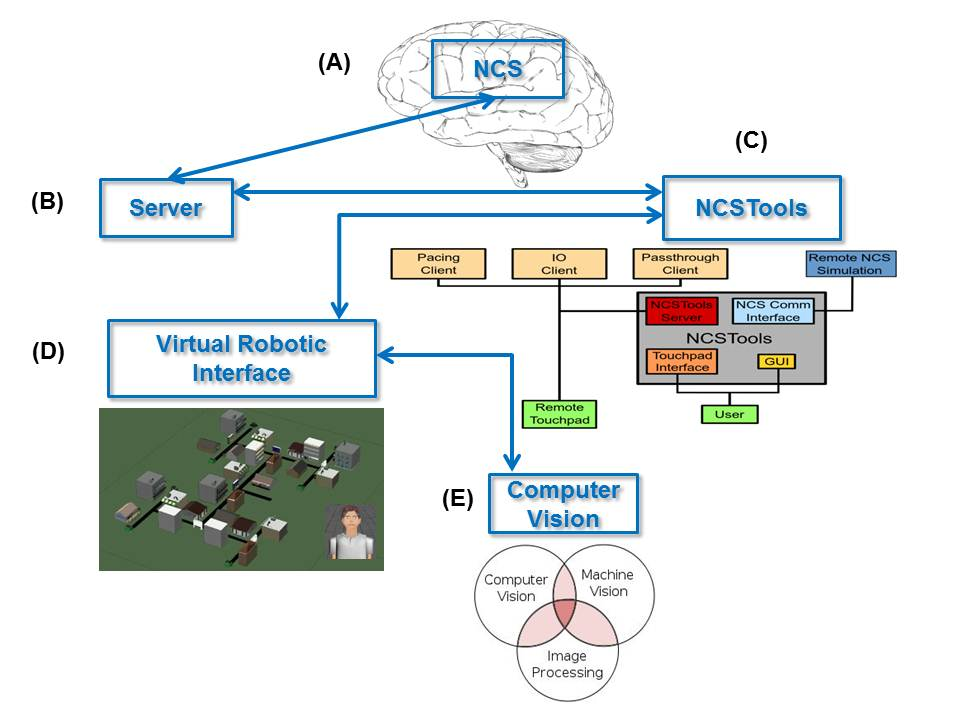 (A)
NCS
(C)
(B)
Server
NCSTools
Pacing
Client
IO
Client
Passthrough
Client
Remote NCS
Simulation
NCSTools
Server
NCS Comm
Interface
NCSTools
Touchpad
Interface
GUI
Remote
Touchpad
User
(D)
Virtual Robotic
Interface
(E)
Computer
Vision
Computer
Vision
Machine
Vision
Image
Processing